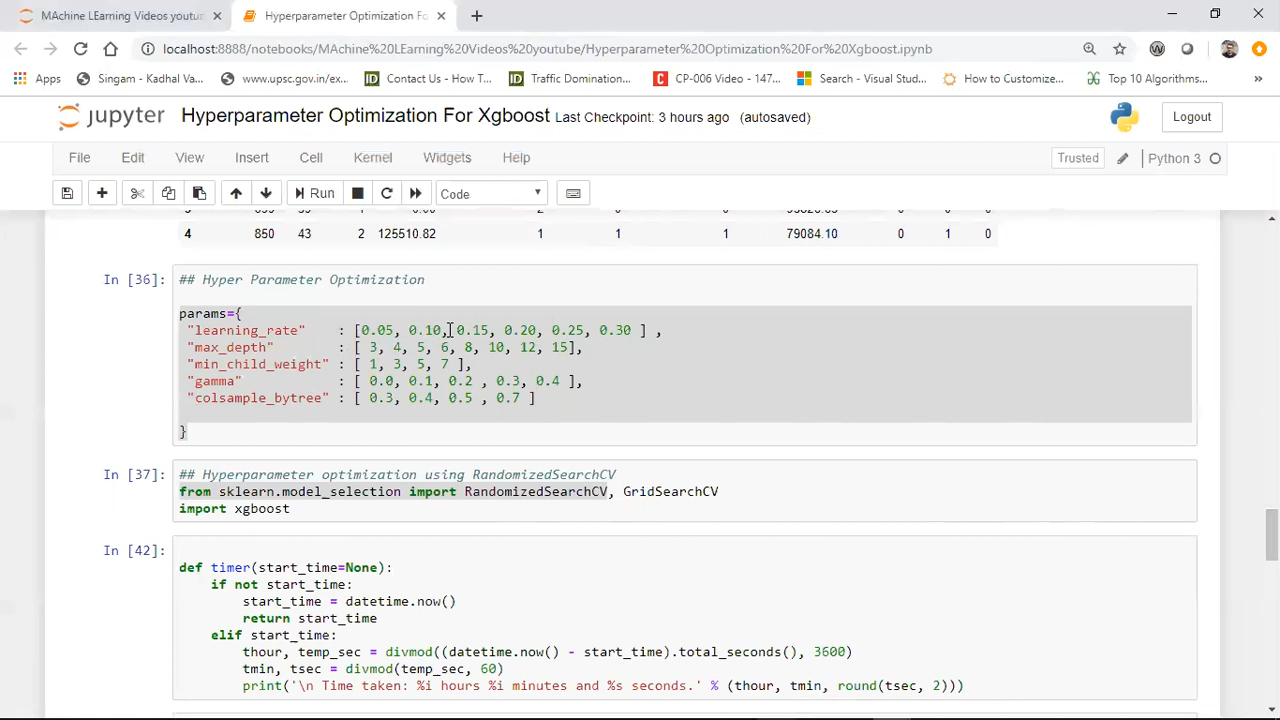 MAchine LEarning Videos youtu
Hyperparameter Optimization For
localhost:8888/notebooks/MAchine%20LEarning%20Videos%20youtube/Hyperparameter%20Optimization%20For%20Xgboost.ipynb
Apps Singam - Kadhal Va... www.upsc.gov.in/ex... ID Contact Us - How T... ID Traffic Domination... C CP-006 Video - 147... Search - Visual Stud... How to Customize... Top 10 Algorithms...
jupyter Hyperparameter Optimization For Xgboost Last Checkpoint: 3 hours ago (autosaved) Logout
File Edit View Insert Cell Kernel Widgets Help Trusted Python 3
Run Code
4 850 43 2 125510.82 1 1 1 79084.10 0 1 0
In [36]: ## Hyper Parameter Optimization
params={
"learning_rate" : [0.05, 0.10, 0.15, 0.20, 0.25, 0.30 ] ,
"max_depth" : [ 3, 4, 5, 6, 8, 10, 12, 15],
"min_child_weight" : [ 1, 3, 5, 7 ],
"gamma" : [ 0.0, 0.1, 0.2 , 0.3, 0.4 ],
"colsample_bytree" : [ 0.3, 0.4, 0.5 , 0.7 ]
}
In [37]: ## Hyperparameter optimization using RandomizedSearchCV
from sklearn.model_selection import RandomizedSearchCV, GridSearchCV
import xgboost
In [42]:
def timer(start_time=None):
if not start_time:
start_time = datetime.now()
return start_time
elif start_time:
thour, temp_sec = divmod((datetime.now() - start_time).total_seconds(), 3600)
tmin, tsec = divmod(temp_sec, 60)
print('\n Time taken: %i hours %i minutes and %s seconds.' % (thour, tmin, round(tsec, 2)))